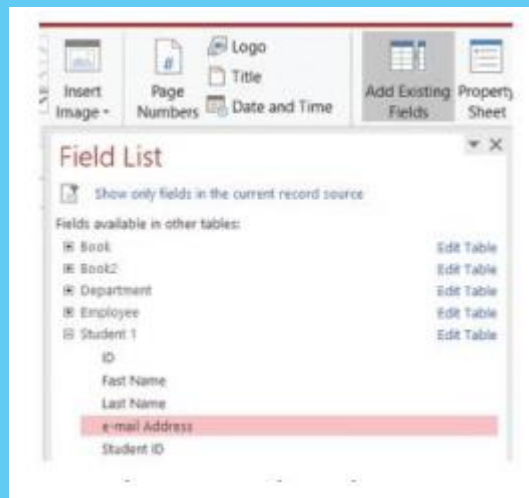 Logo
Title
Date and Time
Insert Image
Page Numbers
Add Existing Fields
Property Sheet
Field List
Show only fields in the current record source
Fields available in other tables:
Book Edit Table
Book2 Edit Table
Department Edit Table
Employee Edit Table
Student 1 Edit Table
ID
Fast Name
Last Name
e-mail Address
Student ID